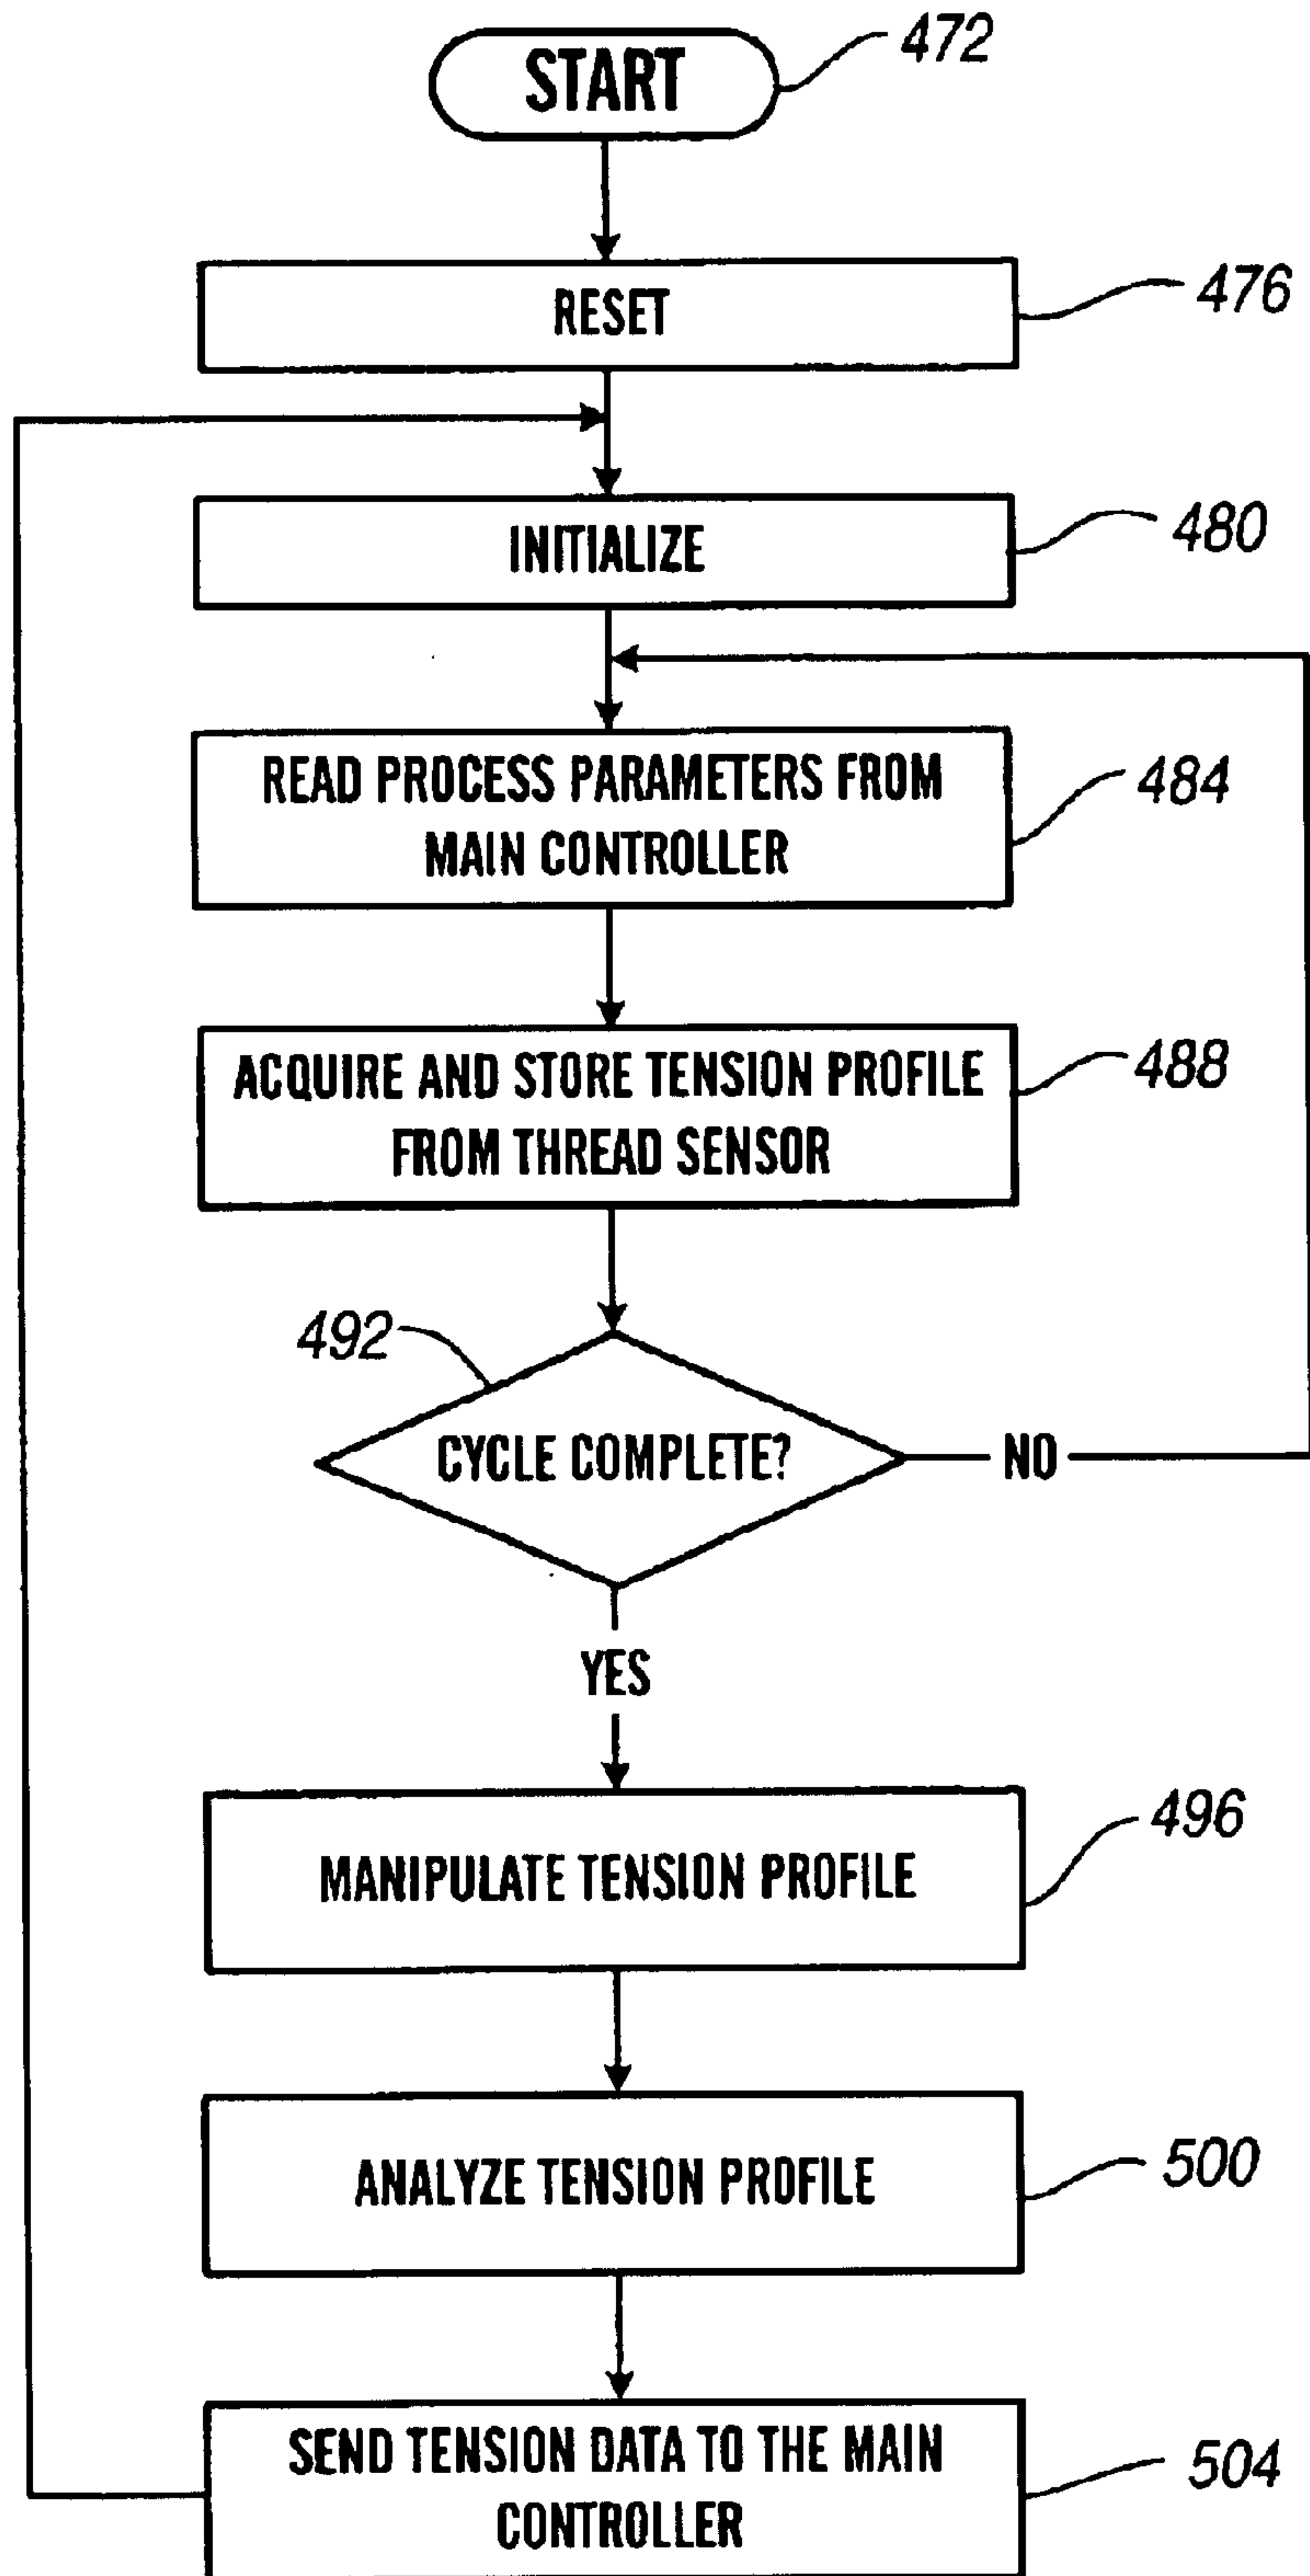 START
472
RESET
476
INITIALIZE
480
READ PROCESS PARAMETERS FROM
MAIN CONTROLLER
484
ACQUIRE AND STORE TENSION PROFILE
FROM THREAD SENSOR
488
492
CYCLE COMPLETE?
NO
YES
MANIPULATE TENSION PROFILE
496
ANALYZE TENSION PROFILE
500
SEND TENSION DATA TO THE MAIN
CONTROLLER
504